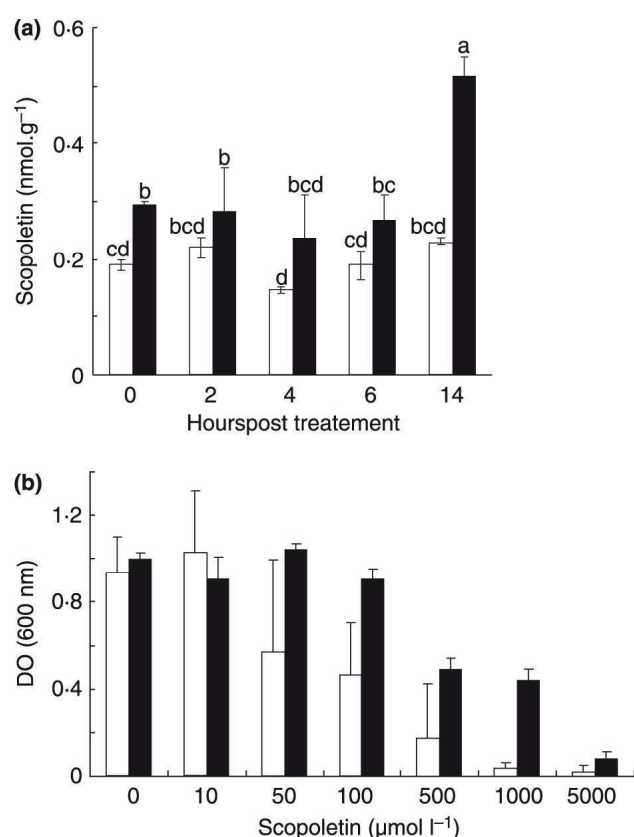 (a)
0·6
0·4
0·2
0
Scopoletin (nmol.g⁻¹)
cd b bcd b d bcd cd bc bcd a
0 2 4 6 14
Hourspost treatement
(b)
1·2
0·8
0·4
0
DO (600 nm)
0 10 50 100 500 1000 5000
Scopoletin (µmol l⁻¹)